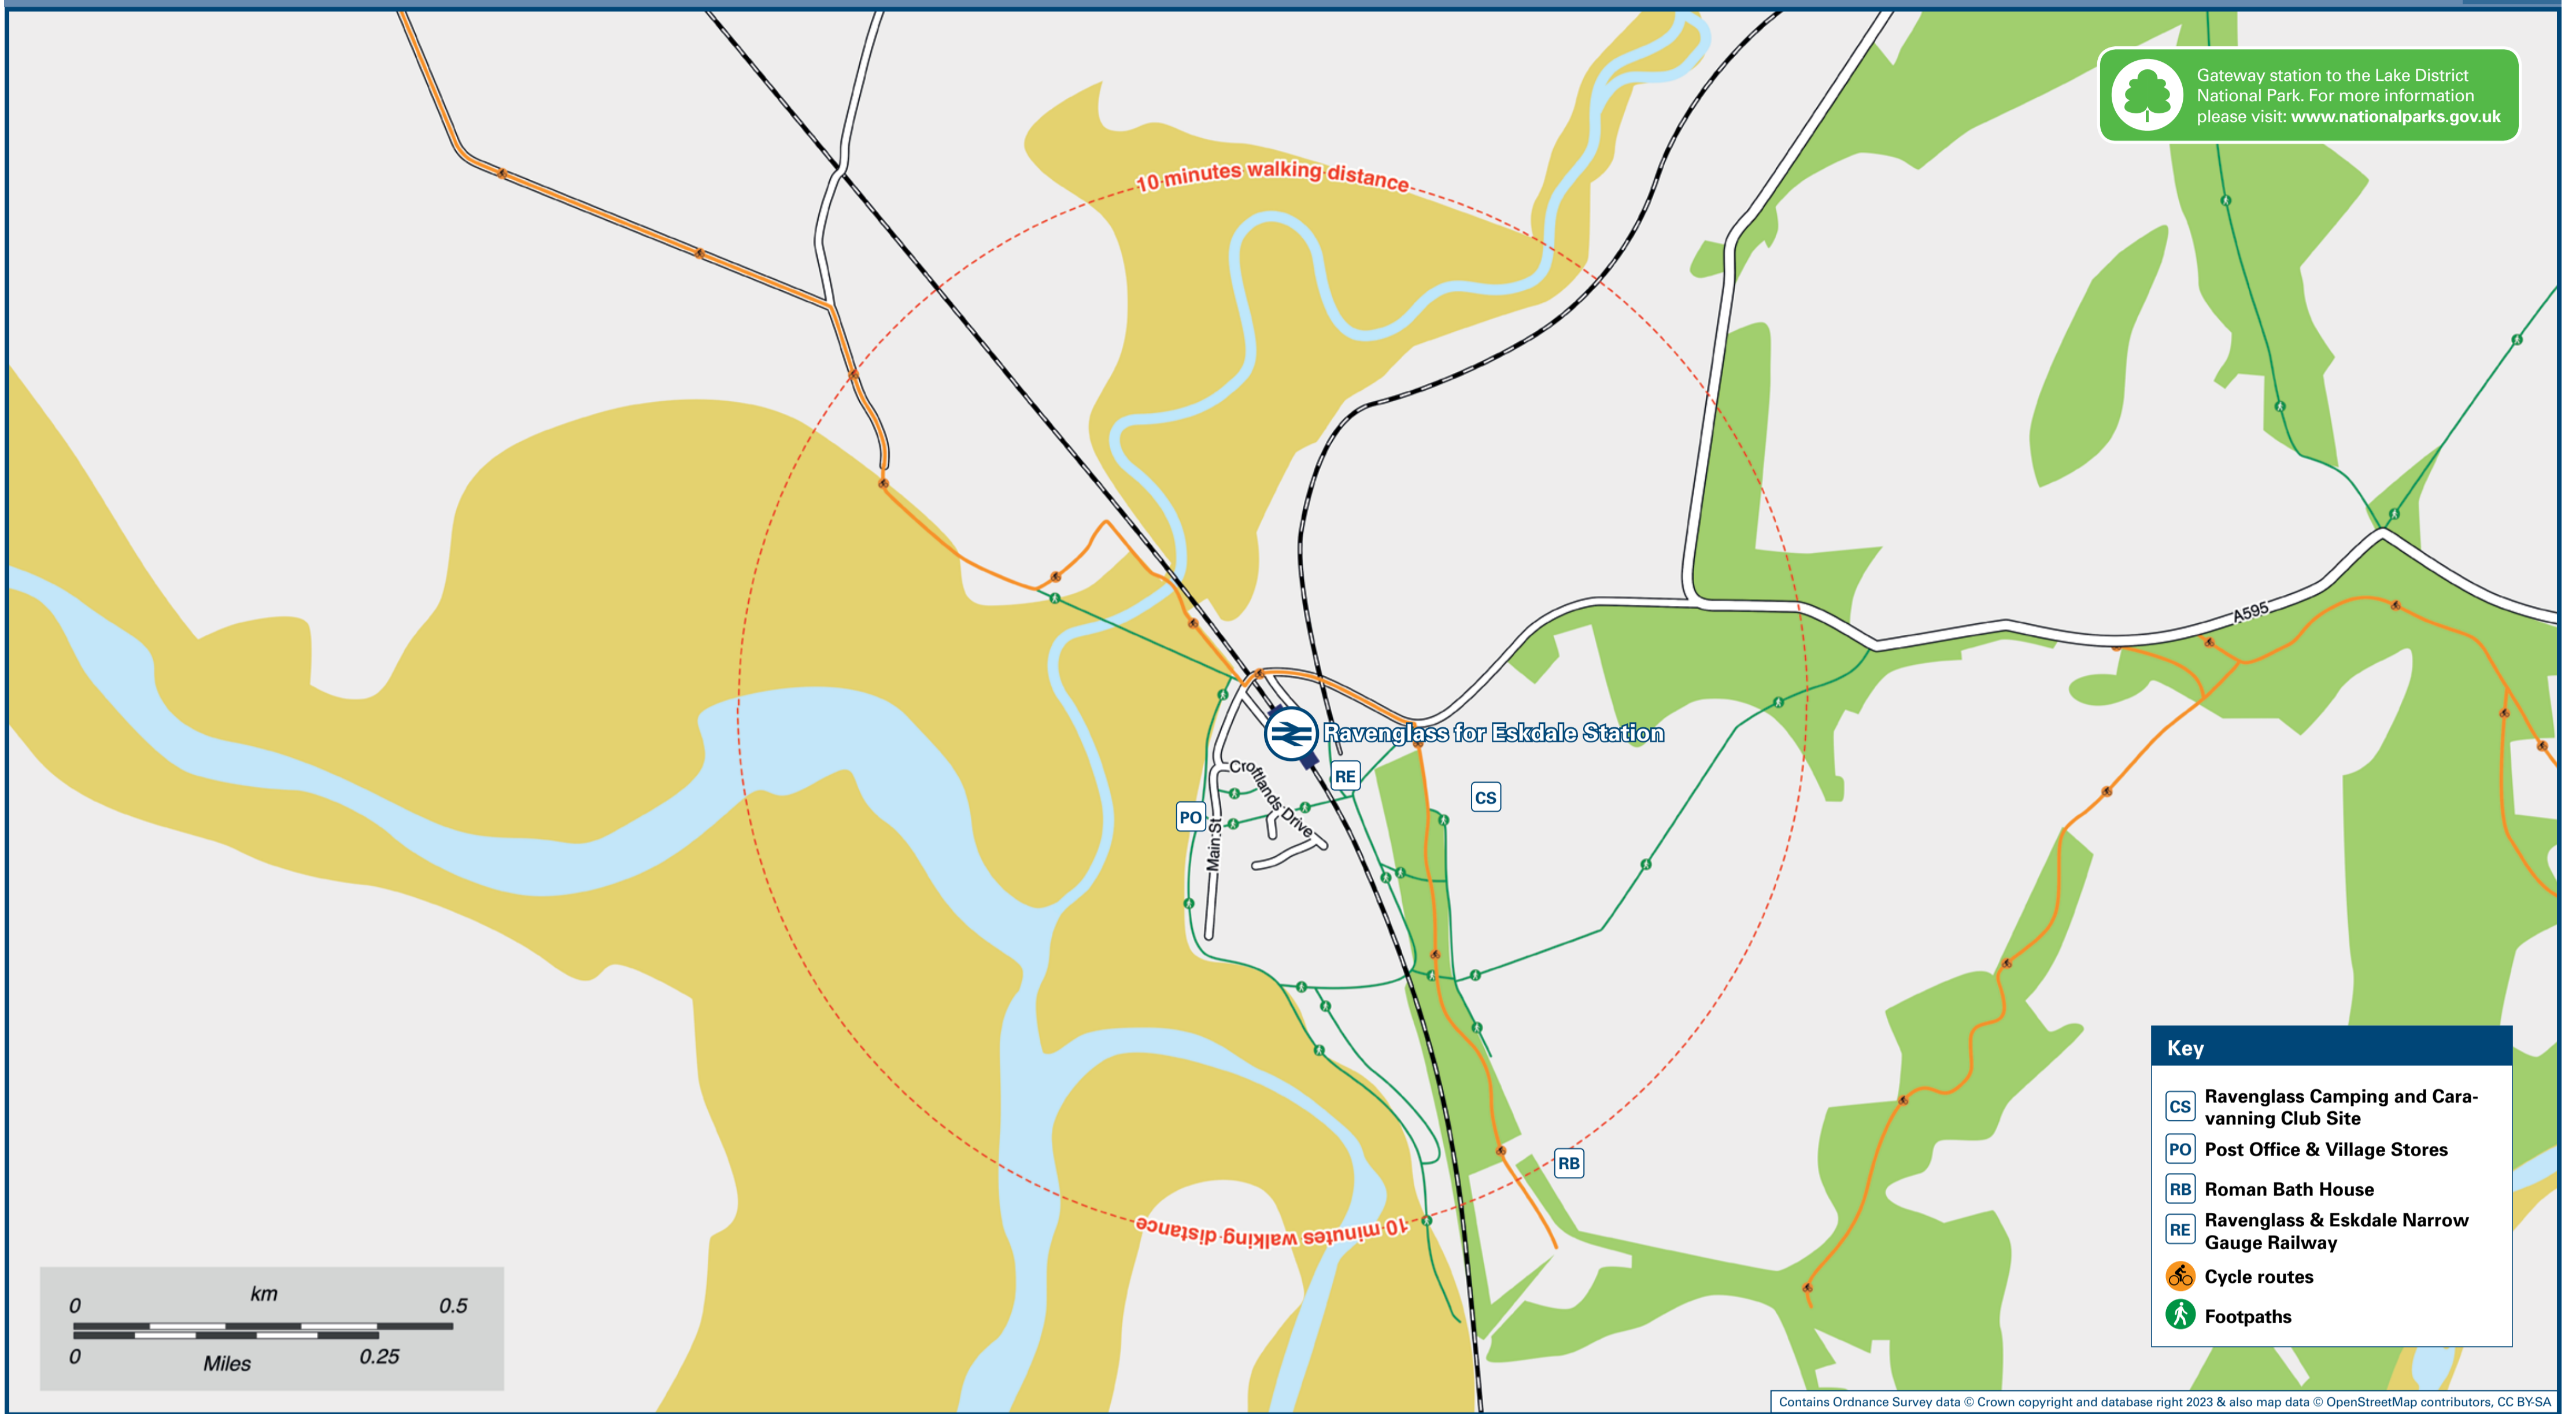 Gateway station to the Lake District
National Park. For more information
please visit: www.nationalparks.gov.uk
10 minutes walking distance
A595
Ravenglass for Eskdale Station
RE
CS
PO
Croftlands Drive
Main St
RB
10 minutes walking distance
Key
CS Ravenglass Camping and Cara-
vanning Club Site
PO Post Office & Village Stores
RB Roman Bath House
RE Ravenglass & Eskdale Narrow
Gauge Railway
Cycle routes
Footpaths
km
0 0.5
0 0.25
Miles
Contains Ordnance Survey data © Crown copyright and database right 2023 & also map data © OpenStreetMap contributors, CC BY-SA